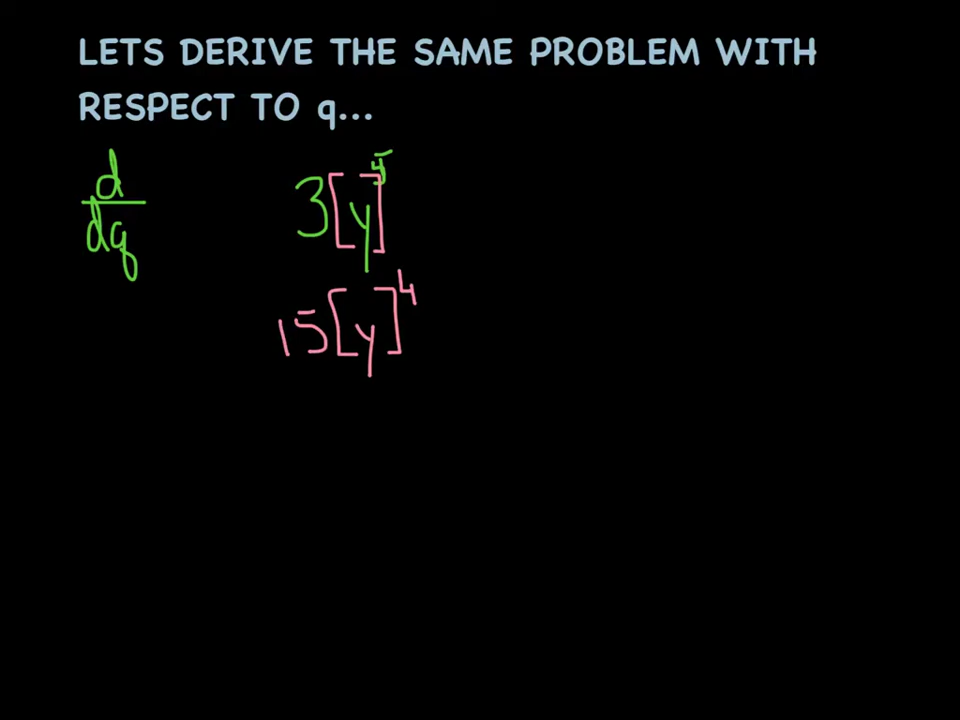 LETS DERIVE THE SAME PROBLEM WITH
RESPECT TO q...
d/dq 3[y]^5
15[y]^4